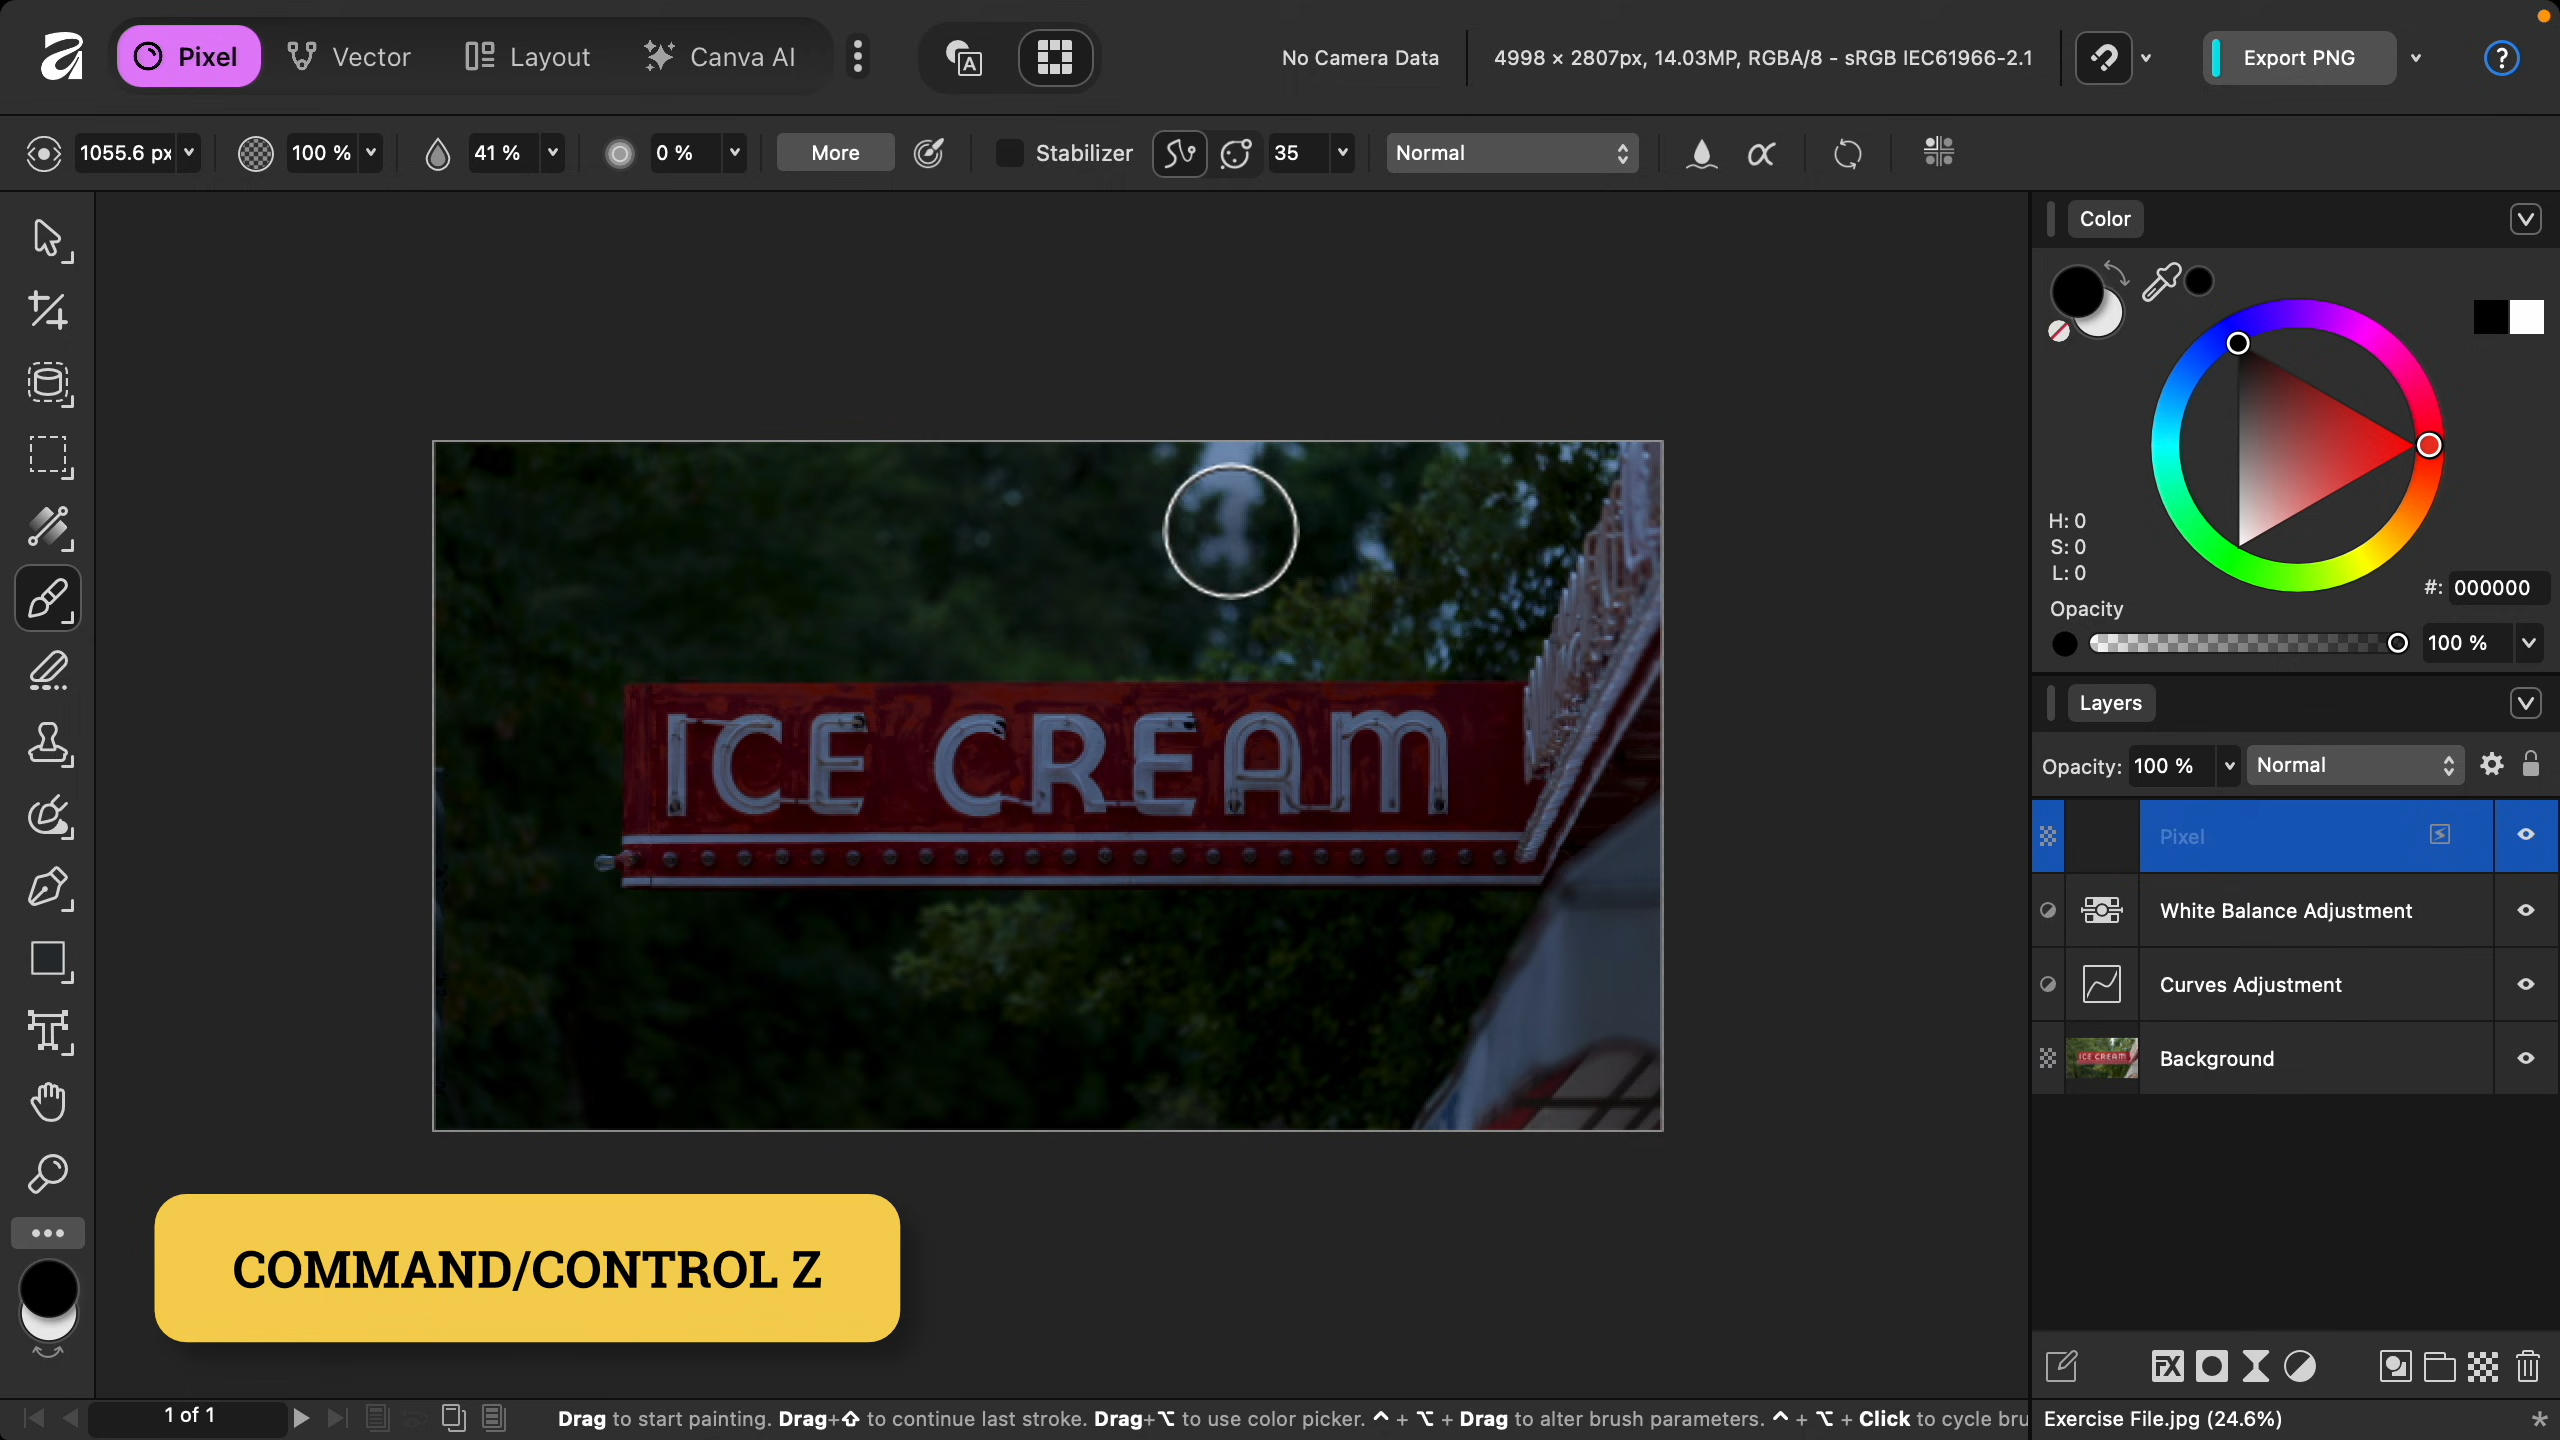 Pixel
Vector
Layout
Canva AI
A
No Camera Data
4998 × 2807px, 14.03MP, RGBA/8 - sRGB IEC61966-2.1
Export PNG
?
1055.6 px
100 %
41 %
0 %
More
Stabilizer
35
Normal
α
Color
H: 0
S: 0
L: 0
#: 000000
Opacity
100 %
Layers
Opacity: 100 %
Normal
Pixel
White Balance Adjustment
Curves Adjustment
ICE CREAM
Background
ICE CREAM
COMMAND/CONTROL Z
FX
1 of 1
Drag to start painting. Drag+⇧ to continue last stroke. Drag+⌥ to use color picker. ^ + ⌥ + Drag to alter brush parameters. ^ + ⌥ + Click to cycle bru
Exercise File.jpg (24.6%)
*